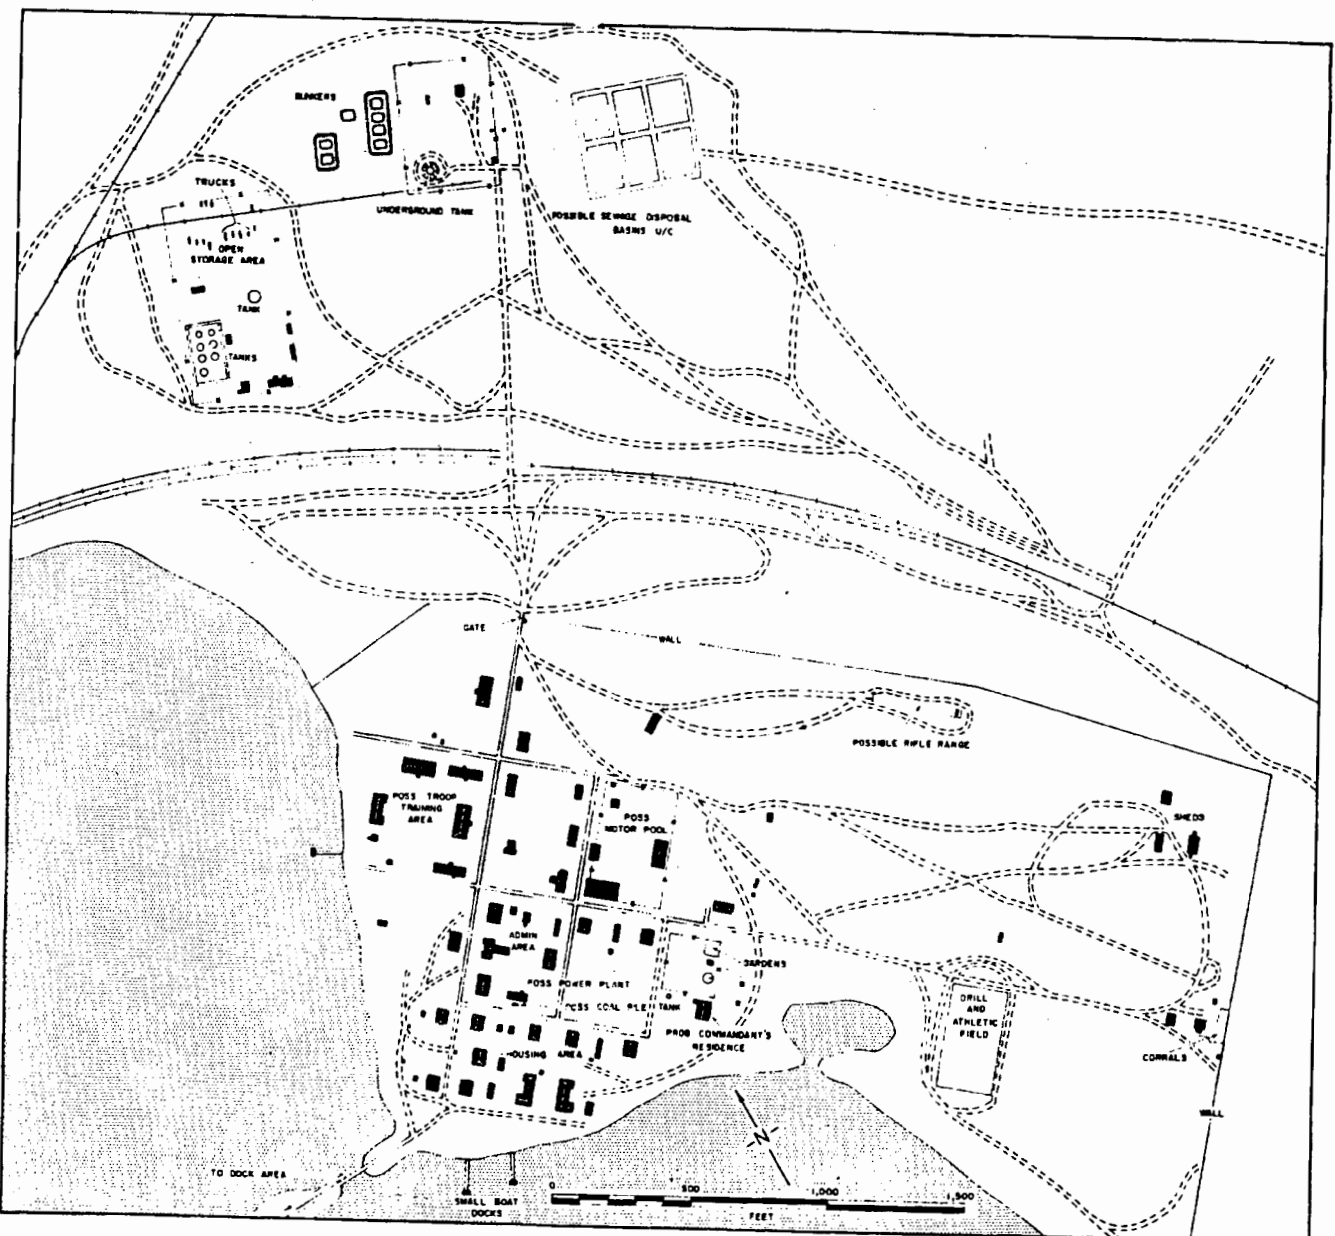 BUNKERS
TRUCKS
UNDERGROUND TANK
POSSIBLE SEWAGE DISPOSAL
BASINS U/C
OPEN
STORAGE AREA
TANK
TANKS
GATE
WALL
POSSIBLE RIFLE RANGE
POSS TROOP
TRAINING
AREA
POSS
MOTOR POOL
SHEDS
ADMIN
AREA
GARDENS
POSS POWER PLANT
POSS COAL PILE
TANK
DRILL
AND
ATHLETIC
FIELD
PROB COMMANDANT'S
RESIDENCE
HOUSING AREA
CORRALS
WALL
N
TO DOCK AREA
SMALL BOAT
DOCKS
0 500 1,000 1,500
FEET